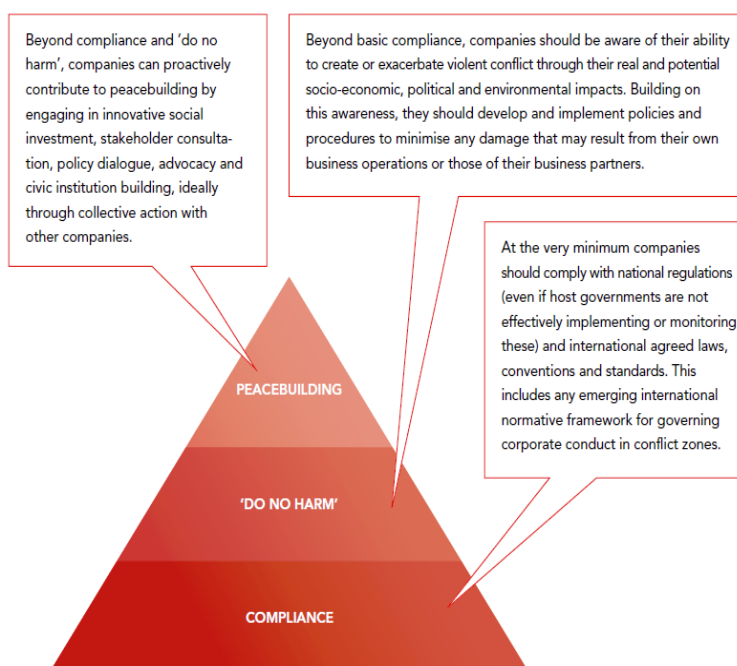 Beyond compliance and ‘do no
harm’, companies can proactively
contribute to peacebuilding by
engaging in innovative social
investment, stakeholder consulta-
tion, policy dialogue, advocacy and
civic institution building, ideally
through collective action with
other companies.
Beyond basic compliance, companies should be aware of their ability
to create or exacerbate violent conflict through their real and potential
socio-economic, political and environmental impacts. Building on
this awareness, they should develop and implement policies and
procedures to minimise any damage that may result from their own
business operations or those of their business partners.
At the very minimum companies
should comply with national regulations
(even if host governments are not
effectively implementing or monitoring
these) and international agreed laws,
conventions and standards. This
includes any emerging international
normative framework for governing
corporate conduct in conflict zones.
PEACEBUILDING
‘DO NO HARM’
COMPLIANCE